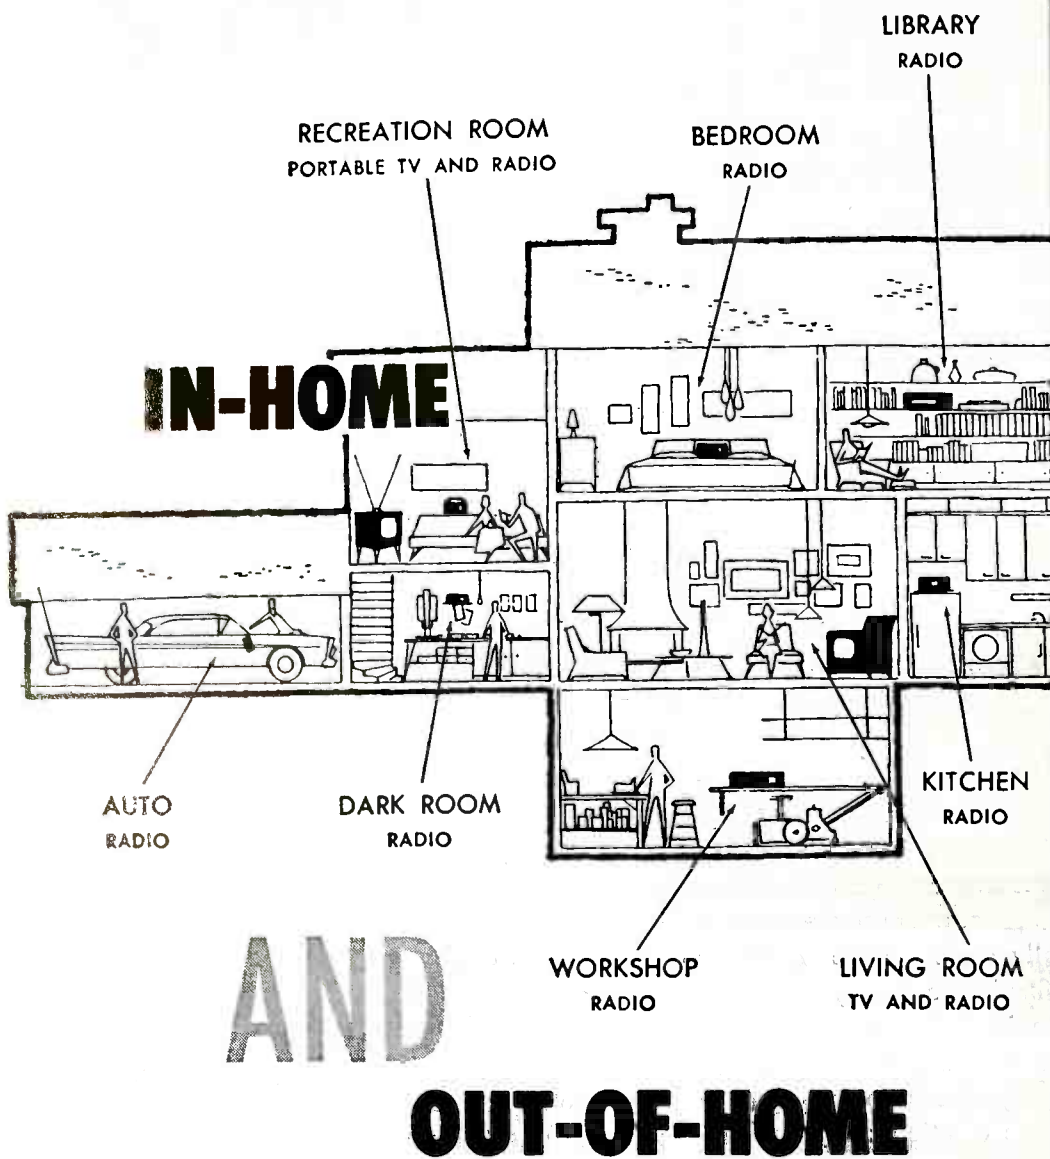 LIBRARY
RADIO
RECREATION ROOM
PORTABLE TV AND RADIO
BEDROOM
RADIO
IN-HOME
AUTO
RADIO
DARK ROOM
RADIO
KITCHEN
RADIO
WORKSHOP
RADIO
LIVING ROOM
TV AND RADIO
AND
OUT-OF-HOME